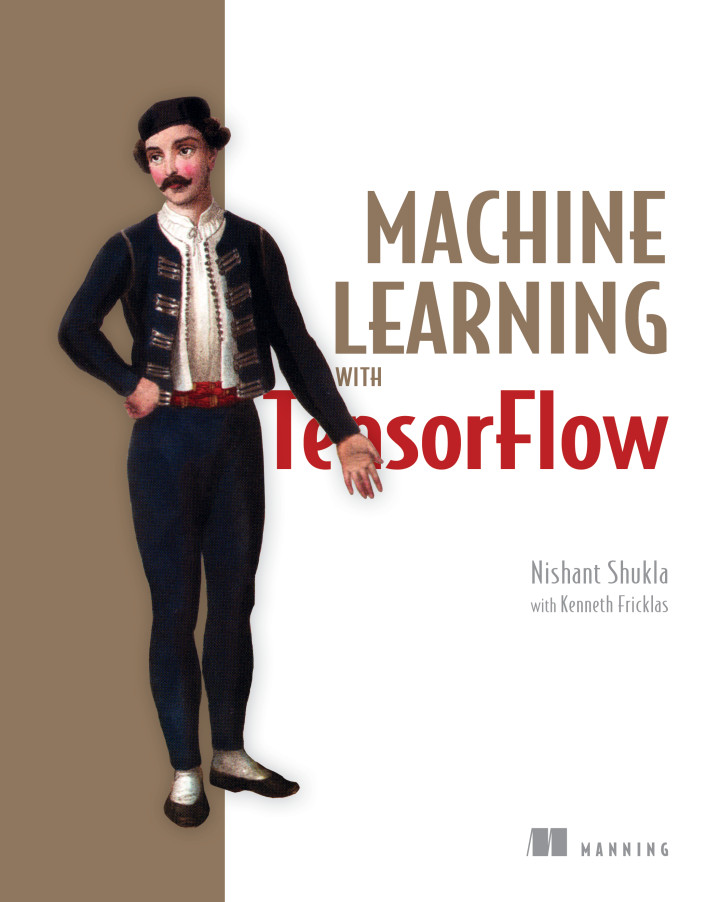 MACHINE
LEARNING
WITH
TensorFlow
Nishant Shukla
with Kenneth Fricklas
MANNING